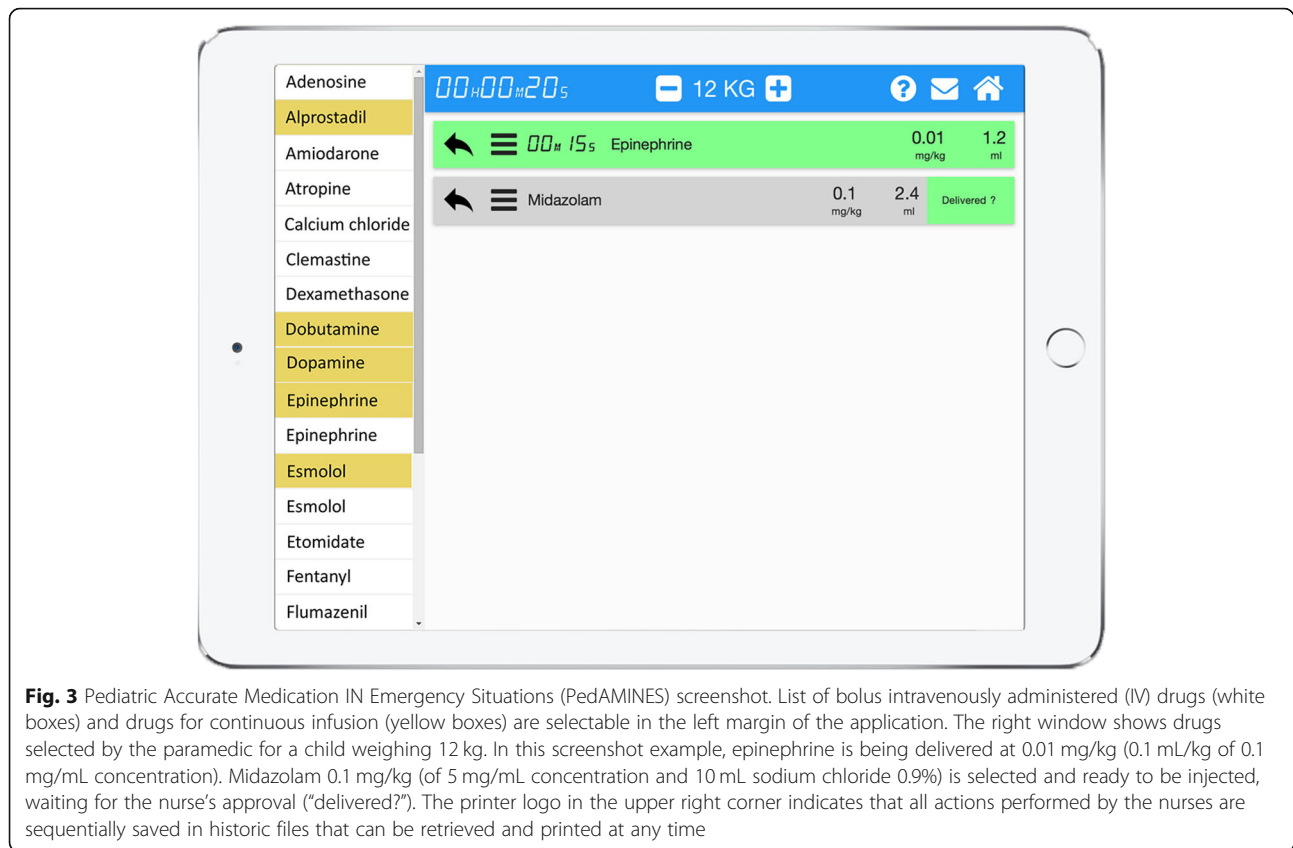 Adenosine
Alprostadil
Amiodarone
Atropine
Calcium chloride
Clemastine
Dexamethasone
Dobutamine
Dopamine
Epinephrine
Epinephrine
Esmolol
Esmolol
Etomidate
Fentanyl
Flumazenil
00H00M20S 12 KG ?
00M 15S Epinephrine 0.01 mg/kg 1.2 ml
Midazolam 0.1 mg/kg 2.4 ml Delivered ?
Fig. 3 Pediatric Accurate Medication IN Emergency Situations (PedAMINES) screenshot. List of bolus intravenously administered (IV) drugs (white
boxes) and drugs for continuous infusion (yellow boxes) are selectable in the left margin of the application. The right window shows drugs
selected by the paramedic for a child weighing 12 kg. In this screenshot example, epinephrine is being delivered at 0.01 mg/kg (0.1 mL/kg of 0.1
mg/mL concentration). Midazolam 0.1 mg/kg (of 5 mg/mL concentration and 10 mL sodium chloride 0.9%) is selected and ready to be injected,
waiting for the nurse's approval ("delivered?"). The printer logo in the upper right corner indicates that all actions performed by the nurses are
sequentially saved in historic files that can be retrieved and printed at any time